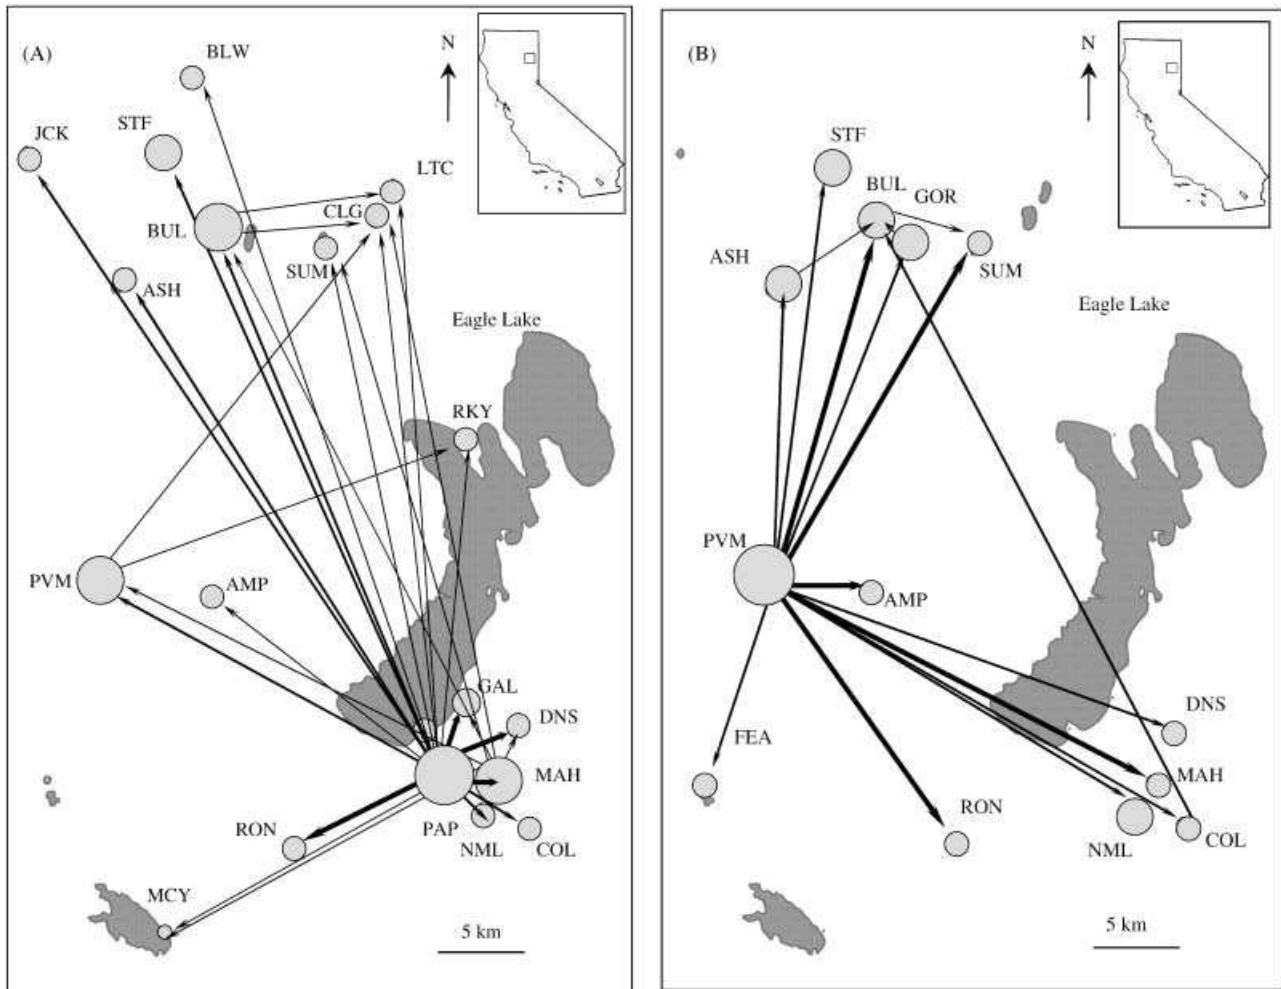 (A)
BLW
N
JCK
STF
LTC
CLG
BUL
SUM
ASH
Eagle Lake
RKY
PVM
AMP
GAL
DNS
MAH
RON
PAP
NML
COL
MCY
5 km
(B)
N
STF
BUL
GOR
ASH
SUM
Eagle Lake
PVM
AMP
DNS
FEA
MAH
RON
NML
COL
5 km